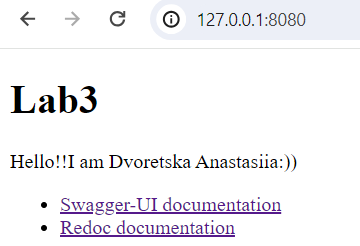 127.0.0.1:8080
Lab3
Hello!!I am Dvoretska Anastasiia:))
Swagger-UI documentation
Redoc documentation